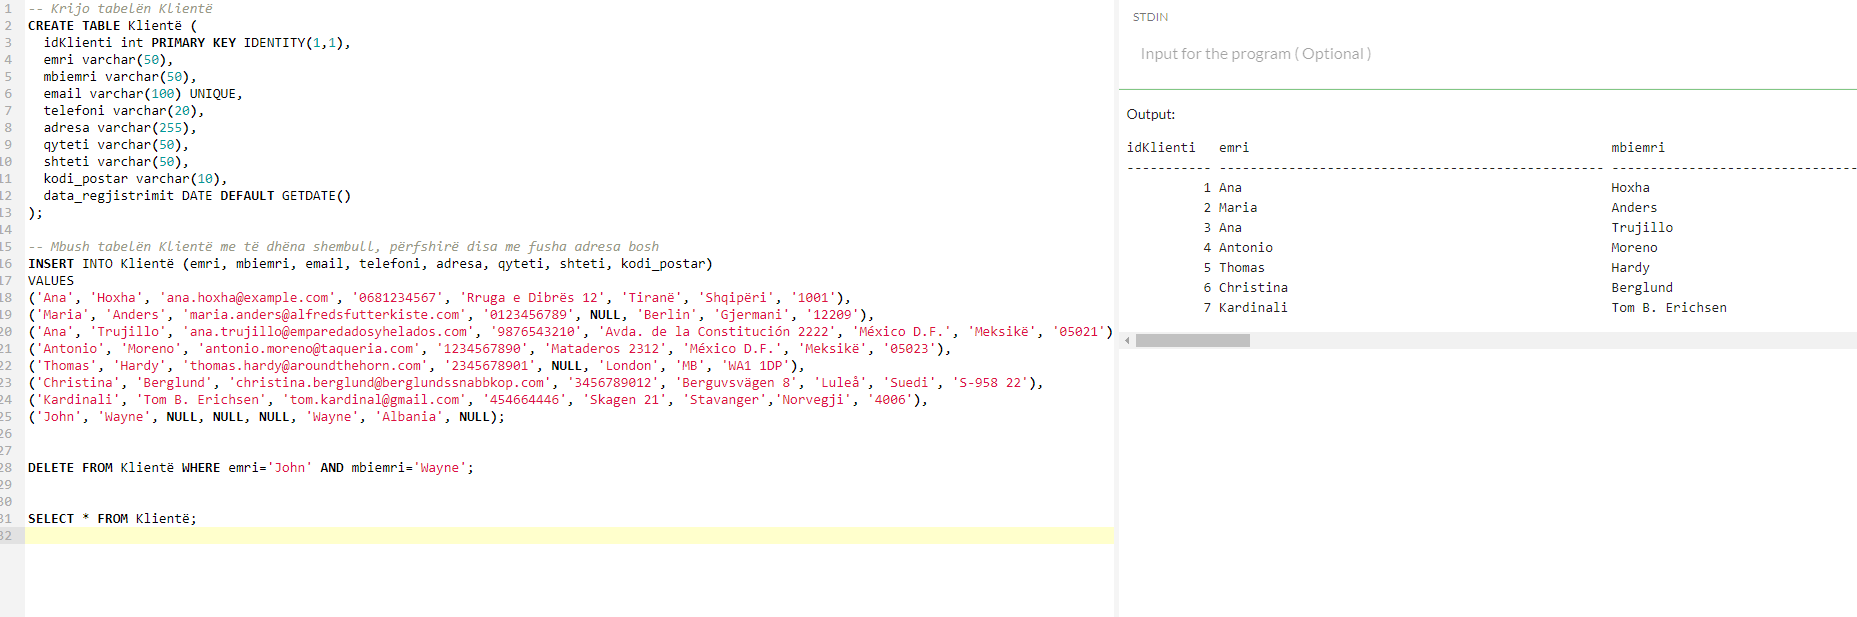 1 -- Krijo tabelën Klientë
2 CREATE TABLE Klientë (
3 idKlienti int PRIMARY KEY IDENTITY(1,1),
4 emri varchar(50),
5 mbiemri varchar(50),
6 email varchar(100) UNIQUE,
7 telefoni varchar(20),
8 adresa varchar(255),
9 qyteti varchar(50),
10 shteti varchar(50),
11 kodi_postar varchar(10),
12 data_regjistrimit DATE DEFAULT GETDATE()
13 );
14
15 -- Mbush tabelën Klientë me të dhëna shembull, përfshirë disa me fusha adresa bosh
16 INSERT INTO Klientë (emri, mbiemri, email, telefoni, adresa, qyteti, shteti, kodi_postar)
17 VALUES
18 ('Ana', 'Hoxha', 'ana.hoxha@example.com', '0681234567', 'Rruga e Dibrës 12', 'Tiranë', 'Shqipëri', '1001'),
19 ('Maria', 'Anders', 'maria.anders@alfredsfutterkiste.com', '0123456789', NULL, 'Berlin', 'Gjermani', '12209'),
20 ('Ana', 'Trujillo', 'ana.trujillo@emparedadosyhelados.com', '9876543210', 'Avda. de la Constitución 2222', 'México D.F.', 'Meksikë', '05021')
21 ('Antonio', 'Moreno', 'antonio.moreno@taqueria.com', '1234567890', 'Mataderos 2312', 'México D.F.', 'Meksikë', '05023'),
22 ('Thomas', 'Hardy', 'thomas.hardy@aroundthehorn.com', '2345678901', NULL, 'London', 'MB', 'WA1 1DP'),
23 ('Christina', 'Berglund', 'christina.berglund@berglundssnabbkop.com', '3456789012', 'Berguvsvägen 8', 'Luleå', 'Suedi', 'S-958 22'),
24 ('Kardinali', 'Tom B. Erichsen', 'tom.kardinal@gmail.com', '454664446', 'Skagen 21', 'Stavanger','Norvegji', '4006'),
25 ('John', 'Wayne', NULL, NULL, NULL, 'Wayne', 'Albania', NULL);
26
27
28 DELETE FROM Klientë WHERE emri='John' AND mbiemri='Wayne';
29
30
31 SELECT * FROM Klientë;
32
STDIN
Input for the program ( Optional )
Output:
idKlienti emri mbiemri
----------- -------------------------------------------------- --------------------------------
1 Ana Hoxha
2 Maria Anders
3 Ana Trujillo
4 Antonio Moreno
5 Thomas Hardy
6 Christina Berglund
7 Kardinali Tom B. Erichsen